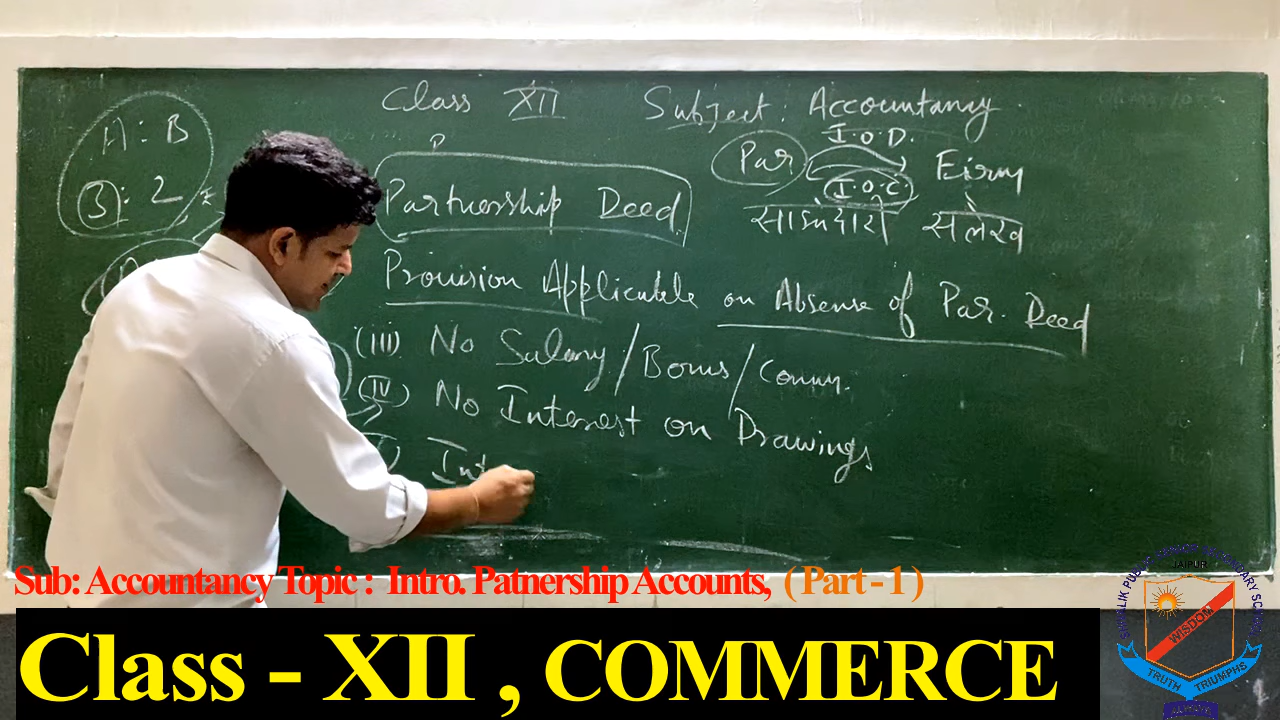 Class XII Subject : Accountancy
A : B
3 : 2
P
I.O.D.
Par
Firm
I.O.C.
Partnership Deed
साझेदारी
Provision Applicable on Absense of Par. Deed
(iii) No Salary / Bonus / Comm.
(iv) No Interest on Drawings
Int
Sub: Accountancy Topic : Intro. Patnership Accounts, ( Part - 1 )
Class - XII , COMMERCE
JAIPUR
WISDOM
TRUTH TRIUMPHS